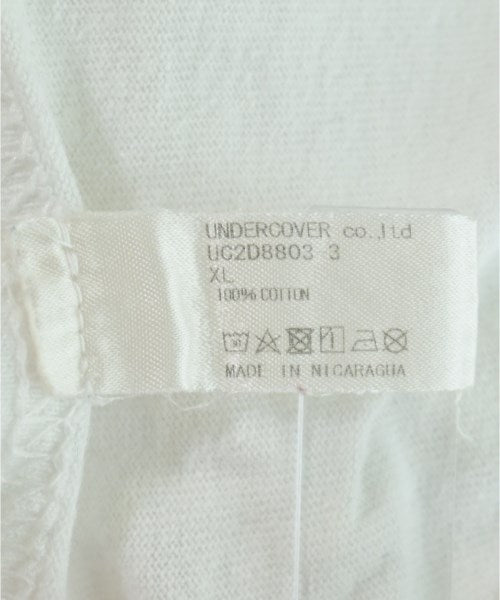 UNDERCOVER co.,ltd
UC2D8803 3
XL
100% COTTON
MADE IN NICARAGUA